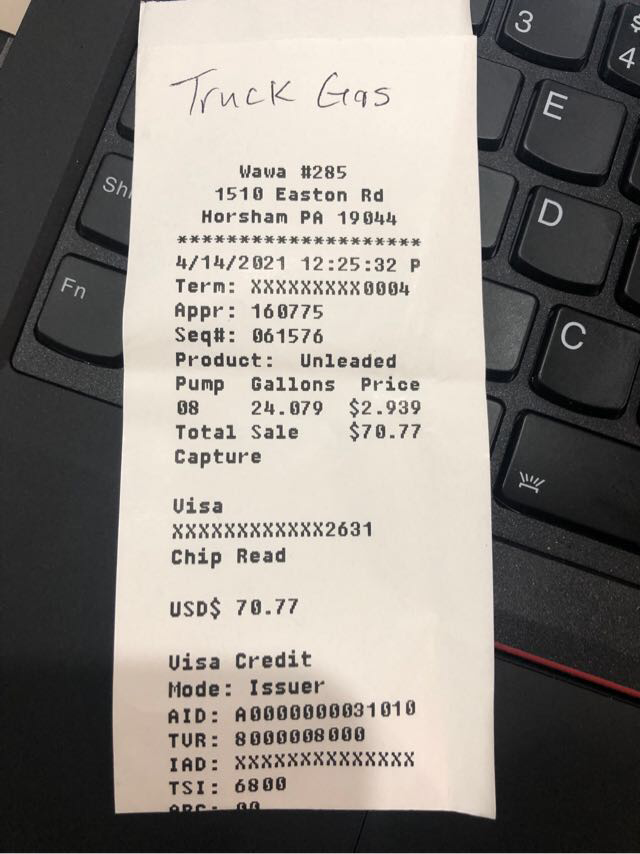 Truck Gas
Wawa #285
1510 Easton Rd
Horsham PA 19044
********************
4/14/2021 12:25:32 P
Term: XXXXXXXXX0004
Appr: 160775
Seq#: 061576
Product: Unleaded
Pump Gallons Price
08 24.079 $2.939
Total Sale $70.77
Capture
Visa
XXXXXXXXXXXX2631
Chip Read
USD$ 70.77
Visa Credit
Mode: Issuer
AID: A0000000031010
TVR: 8000008000
IAD: XXXXXXXXXXXXXX
TSI: 6800
ARC: 00
3
$
4
E
D
C
Fn